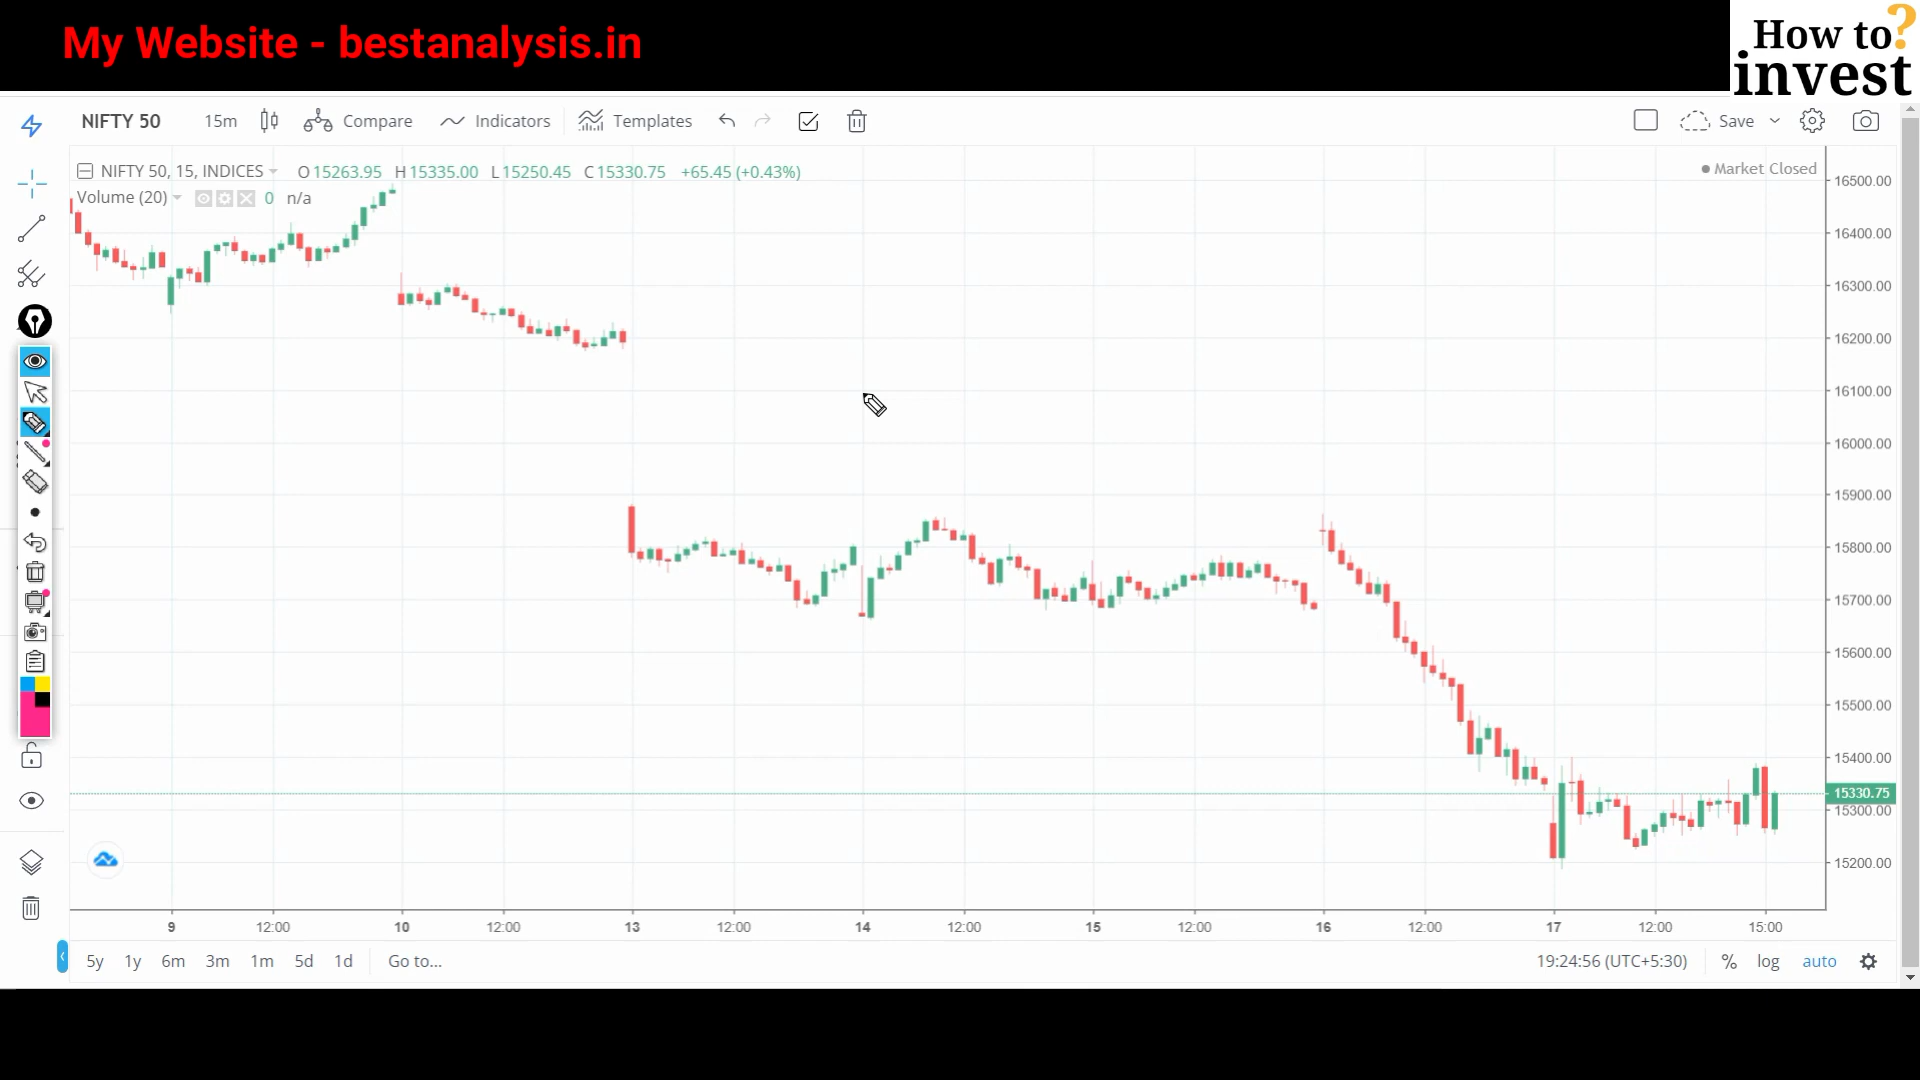 My Website - bestanalysis.in
How to?
invest
NIFTY 50 15m Compare Indicators Templates Save
NIFTY 50, 15, INDICES O15263.95 H15335.00 L15250.45 C15330.75 +65.45 (+0.43%)
Market Closed
Volume (20) 0 n/a
16500.00
16400.00
16300.00
16200.00
16100.00
16000.00
15900.00
15800.00
15700.00
15600.00
15500.00
15400.00
15330.75
15300.00
15200.00
9 12:00 10 12:00 13 12:00 14 12:00 15 12:00 16 12:00 17 12:00 15:00
5y 1y 6m 3m 1m 5d 1d Go to... 19:24:56 (UTC+5:30) % log auto